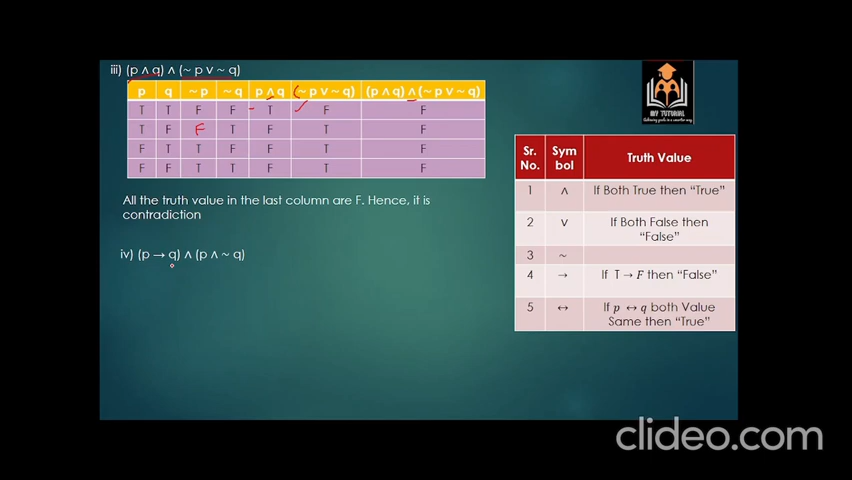 iii) (p ∧ q) ∧ (~ p ∨ ~ q)
p q ~ p ~ q p ∧ q (~ p ∨ ~ q) (p ∧ q) ∧ (~ p ∨ ~ q)
T T F F T F F
T F F T F T F
F T T F F T F
F F T T F T F
All the truth value in the last column are F. Hence, it is
contradiction
iv) (p → q) ∧ (p ∧ ~ q)
MY TUTORIAL
Sr. No. Sym bol Truth Value
1 ∧ If Both True then “True”
2 ∨ If Both False then
“False”
3 ~
4 → If T → F then “False”
5 ↔ If p ↔ q both Value
Same then “True”
clideo.com